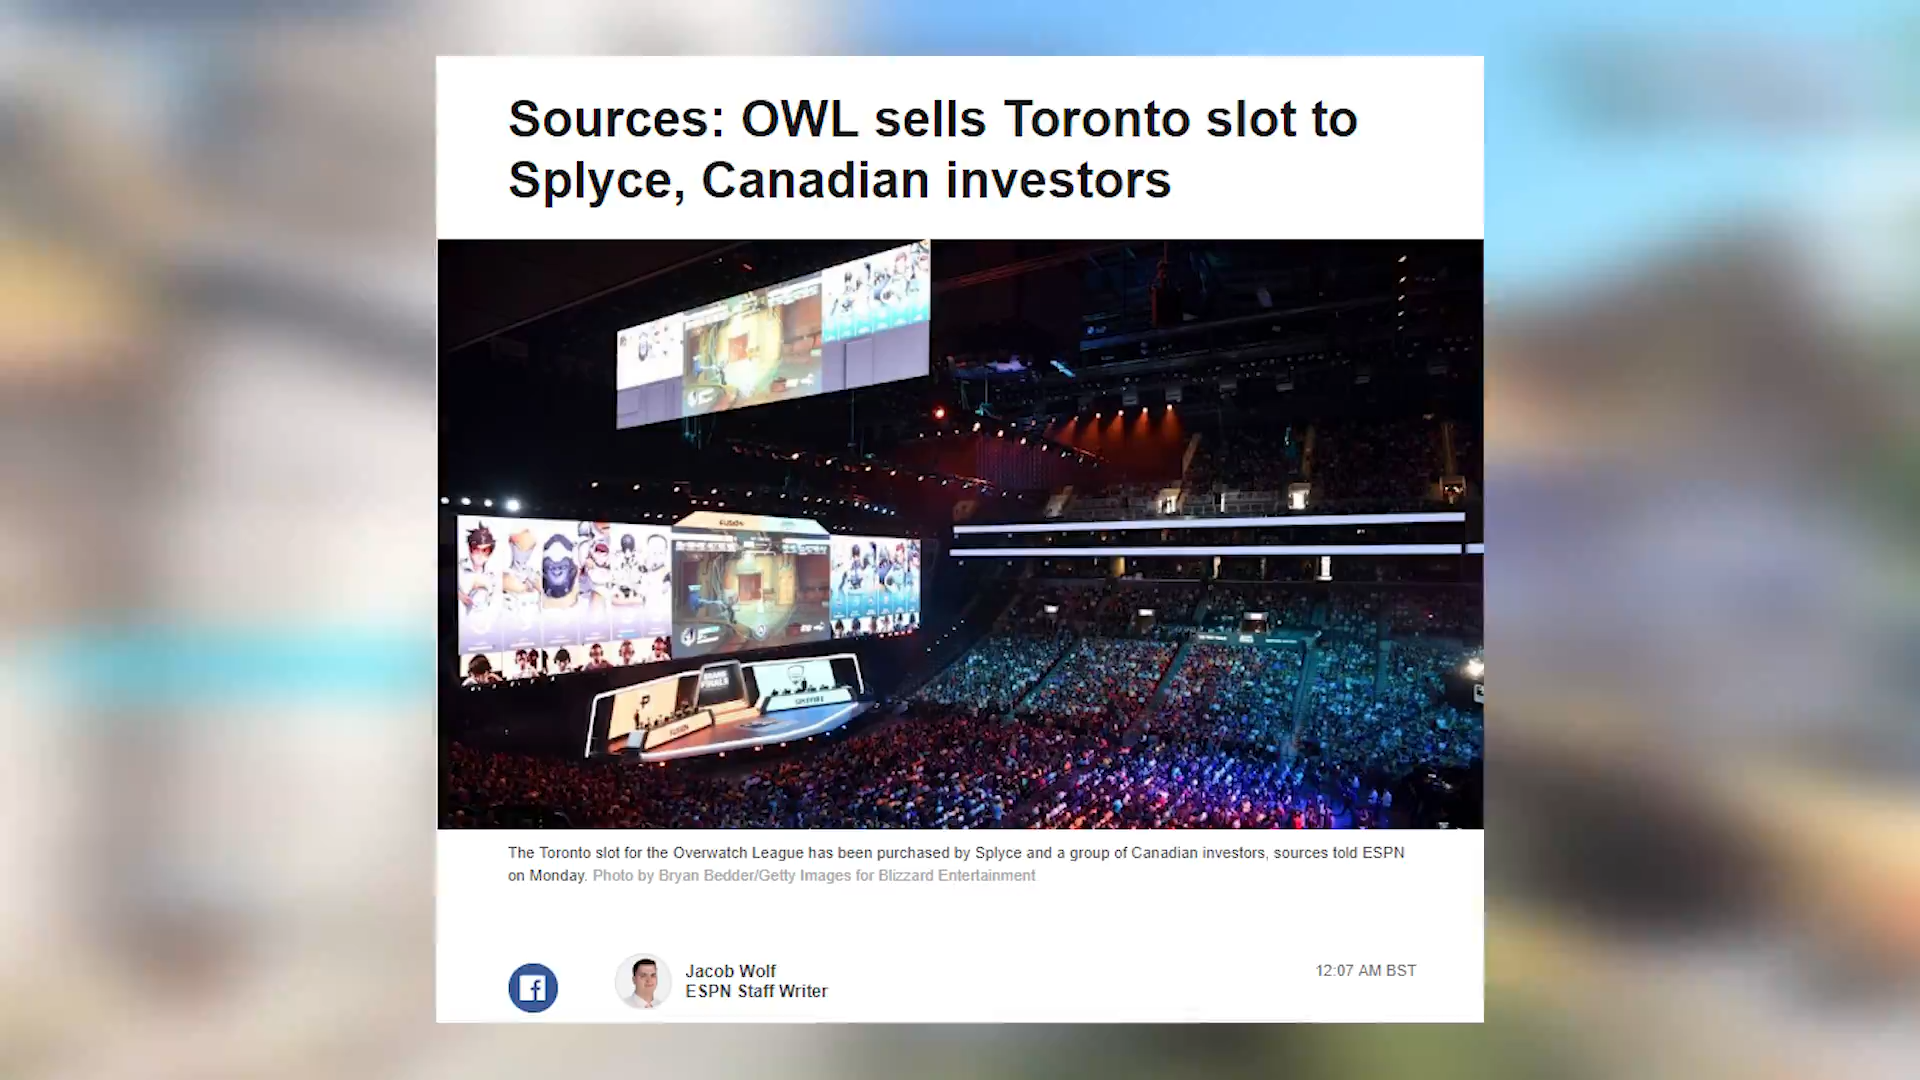 Sources: OWL sells Toronto slot to
Splyce, Canadian investors
FUSION
FUSION
The Toronto slot for the Overwatch League has been purchased by Splyce and a group of Canadian investors, sources told ESPN
on Monday. Photo by Bryan Bedder/Getty Images for Blizzard Entertainment
Jacob Wolf
ESPN Staff Writer
12:07 AM BST